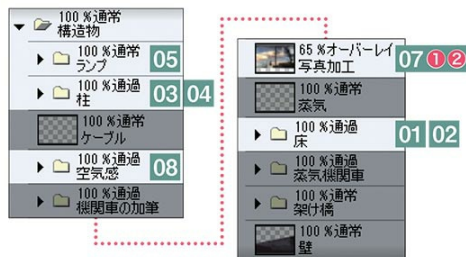 100 %通常
構造物
100 %通常
ランプ
05
100 %通過
柱
03 04
100 %通常
ケーブル
100 %通過
空気感
08
100 %通過
機関車の加筆
65 %オーバーレイ
写真加工
07 ① ②
100 %通常
蒸気
100 %通過
床
01 02
100 %通過
蒸気機関車
100 %通常
架け橋
100 %通常
壁